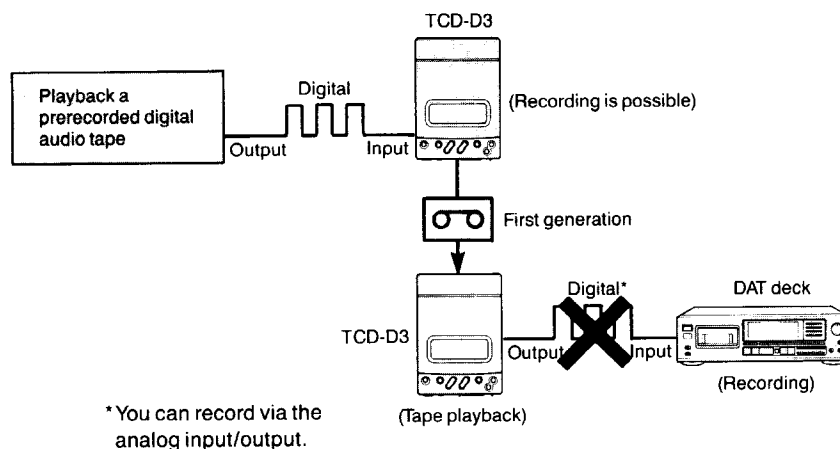 TCD-D3
Playback a
prerecorded digital
audio tape
Digital
Output
Input
(Recording is possible)
First generation
TCD-D3
Digital*
Output
Input
DAT deck
(Recording)
(Tape playback)
* You can record via the
analog input/output.